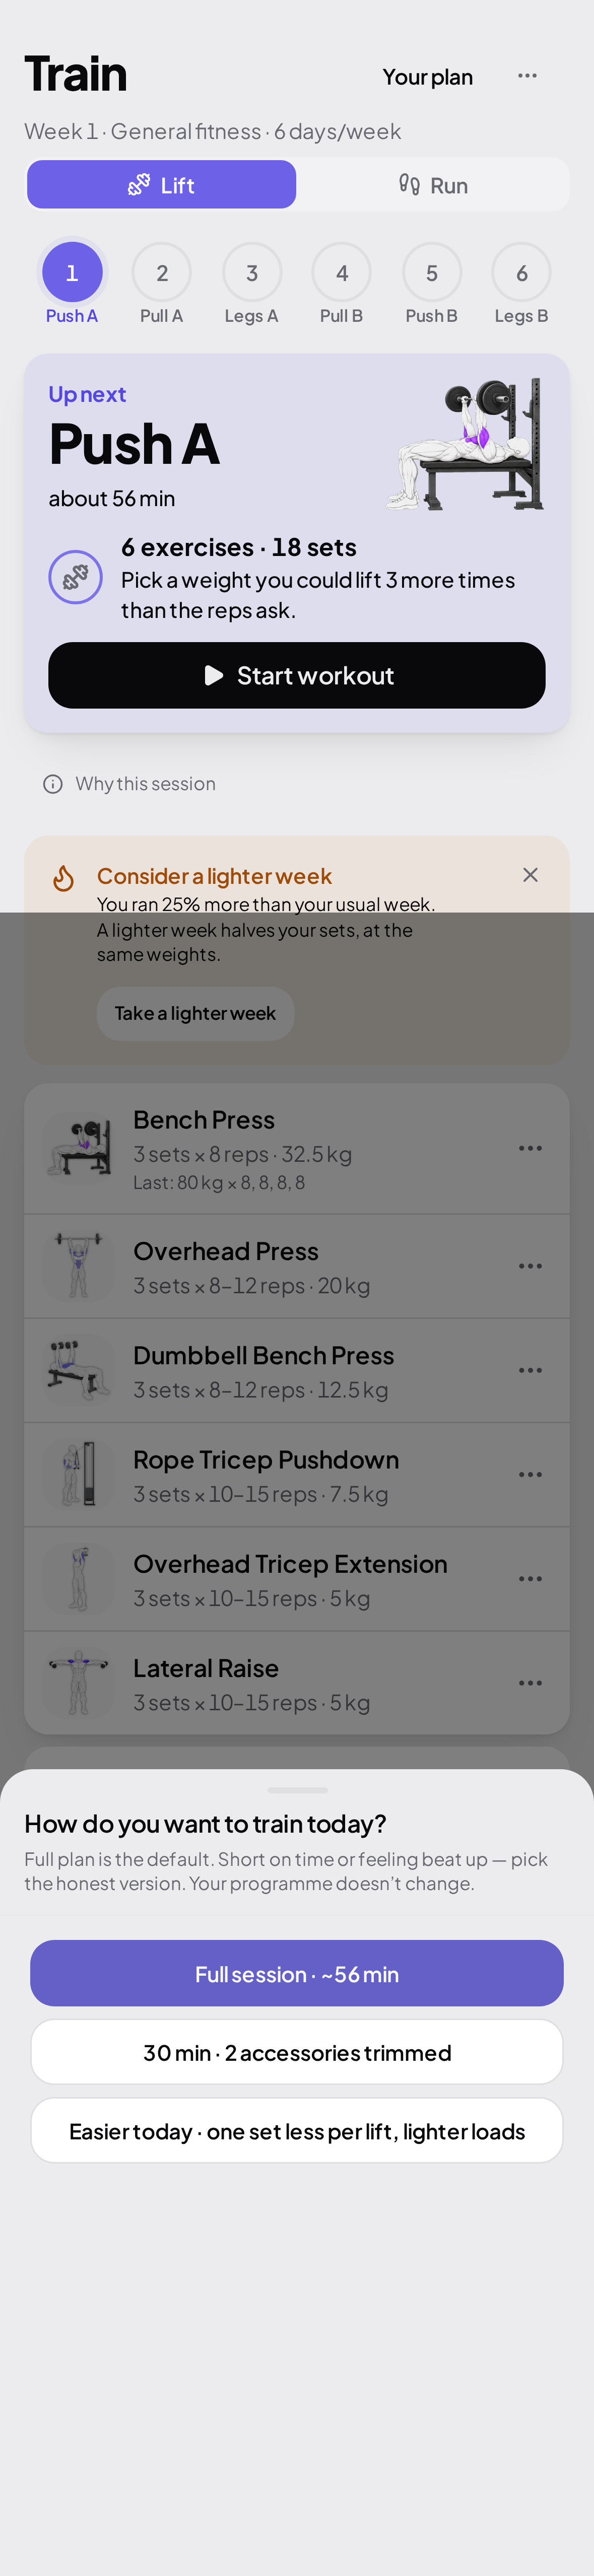 Train
Your plan
Week 1 · General fitness · 6 days/week
Lift
Run
1
2
3
4
5
6
Push A
Pull A
Legs A
Pull B
Push B
Legs B
Up next
Push A
about 56 min
6 exercises · 18 sets
Pick a weight you could lift 3 more times
than the reps ask.
Start workout
Why this session
Consider a lighter week
You ran 25% more than your usual week.
A lighter week halves your sets, at the
same weights.
Take a lighter week
Bench Press
3 sets × 8 reps · 32.5 kg
Last: 80 kg × 8, 8, 8, 8
Overhead Press
3 sets × 8–12 reps · 20 kg
Dumbbell Bench Press
3 sets × 8–12 reps · 12.5 kg
Rope Tricep Pushdown
3 sets × 10–15 reps · 7.5 kg
Overhead Tricep Extension
3 sets × 10–15 reps · 5 kg
Lateral Raise
3 sets × 10–15 reps · 5 kg
How do you want to train today?
Full plan is the default. Short on time or feeling beat up — pick
the honest version. Your programme doesn't change.
Full session · ~56 min
30 min · 2 accessories trimmed
Easier today · one set less per lift, lighter loads